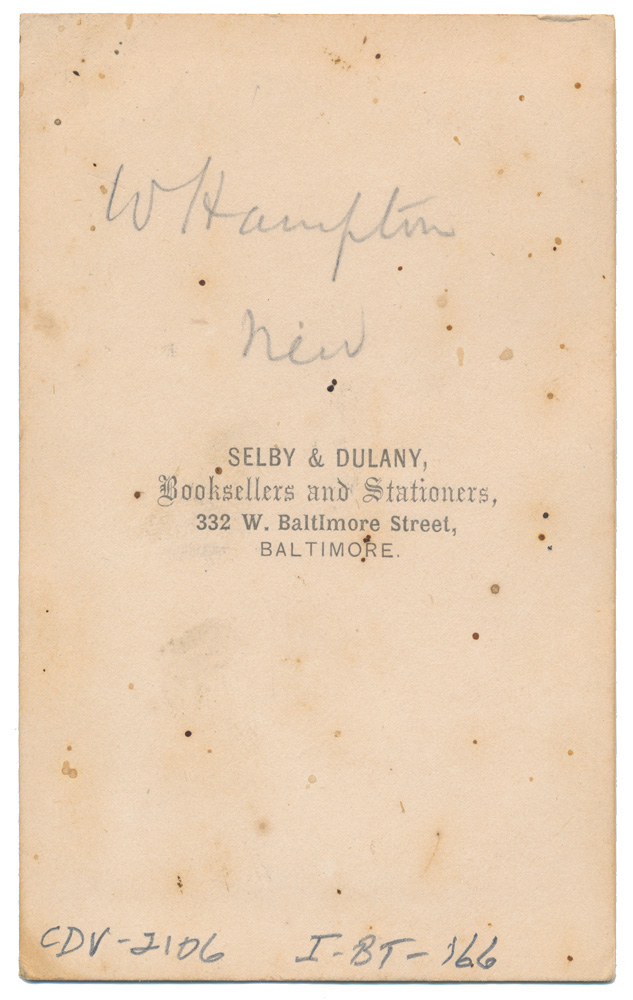 W Hampton
New
SELBY & DULANY,
Booksellers and Stationers,
332 W. BaltImore Street,
BALTIMORE.
CDV-2106 I-BT-166